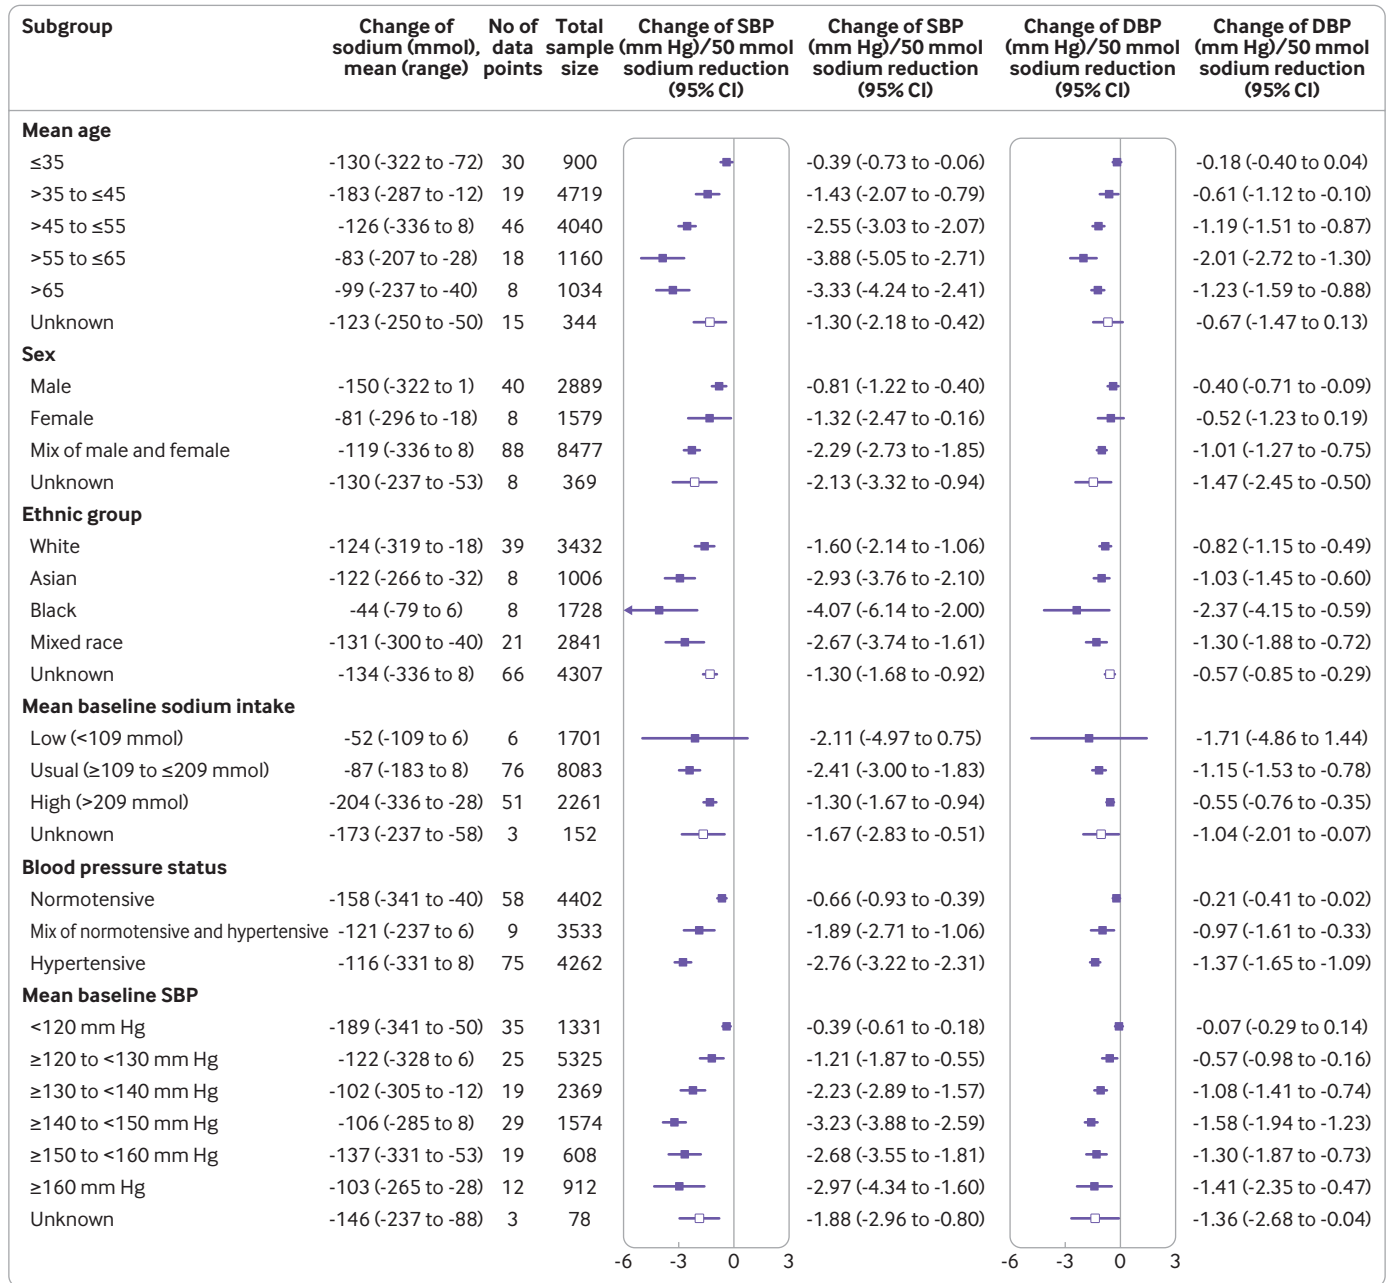 Subgroup Change of No of Total Change of SBP Change of SBP Change of DBP Change of DBP
sodium (mmol), data sample (mm Hg)/50 mmol (mm Hg)/50 mmol (mm Hg)/50 mmol (mm Hg)/50 mmol
mean (range) points size sodium reduction sodium reduction sodium reduction sodium reduction
(95% CI) (95% CI) (95% CI) (95% CI)
Mean age
≤35 -130 (-322 to -72) 30 900 -0.39 (-0.73 to -0.06) -0.18 (-0.40 to 0.04)
>35 to ≤45 -183 (-287 to -12) 19 4719 -1.43 (-2.07 to -0.79) -0.61 (-1.12 to -0.10)
>45 to ≤55 -126 (-336 to 8) 46 4040 -2.55 (-3.03 to -2.07) -1.19 (-1.51 to -0.87)
>55 to ≤65 -83 (-207 to -28) 18 1160 -3.88 (-5.05 to -2.71) -2.01 (-2.72 to -1.30)
>65 -99 (-237 to -40) 8 1034 -3.33 (-4.24 to -2.41) -1.23 (-1.59 to -0.88)
Unknown -123 (-250 to -50) 15 344 -1.30 (-2.18 to -0.42) -0.67 (-1.47 to 0.13)
Sex
Male -150 (-322 to 1) 40 2889 -0.81 (-1.22 to -0.40) -0.40 (-0.71 to -0.09)
Female -81 (-296 to -18) 8 1579 -1.32 (-2.47 to -0.16) -0.52 (-1.23 to 0.19)
Mix of male and female -119 (-336 to 8) 88 8477 -2.29 (-2.73 to -1.85) -1.01 (-1.27 to -0.75)
Unknown -130 (-237 to -53) 8 369 -2.13 (-3.32 to -0.94) -1.47 (-2.45 to -0.50)
Ethnic group
White -124 (-319 to -18) 39 3432 -1.60 (-2.14 to -1.06) -0.82 (-1.15 to -0.49)
Asian -122 (-266 to -32) 8 1006 -2.93 (-3.76 to -2.10) -1.03 (-1.45 to -0.60)
Black -44 (-79 to 6) 8 1728 -4.07 (-6.14 to -2.00) -2.37 (-4.15 to -0.59)
Mixed race -131 (-300 to -40) 21 2841 -2.67 (-3.74 to -1.61) -1.30 (-1.88 to -0.72)
Unknown -134 (-336 to 8) 66 4307 -1.30 (-1.68 to -0.92) -0.57 (-0.85 to -0.29)
Mean baseline sodium intake
Low (<109 mmol) -52 (-109 to 6) 6 1701 -2.11 (-4.97 to 0.75) -1.71 (-4.86 to 1.44)
Usual (≥109 to ≤209 mmol) -87 (-183 to 8) 76 8083 -2.41 (-3.00 to -1.83) -1.15 (-1.53 to -0.78)
High (>209 mmol) -204 (-336 to -28) 51 2261 -1.30 (-1.67 to -0.94) -0.55 (-0.76 to -0.35)
Unknown -173 (-237 to -58) 3 152 -1.67 (-2.83 to -0.51) -1.04 (-2.01 to -0.07)
Blood pressure status
Normotensive -158 (-341 to -40) 58 4402 -0.66 (-0.93 to -0.39) -0.21 (-0.41 to -0.02)
Mix of normotensive and hypertensive -121 (-237 to 6) 9 3533 -1.89 (-2.71 to -1.06) -0.97 (-1.61 to -0.33)
Hypertensive -116 (-331 to 8) 75 4262 -2.76 (-3.22 to -2.31) -1.37 (-1.65 to -1.09)
Mean baseline SBP
<120 mm Hg -189 (-341 to -50) 35 1331 -0.39 (-0.61 to -0.18) -0.07 (-0.29 to 0.14)
≥120 to <130 mm Hg -122 (-328 to 6) 25 5325 -1.21 (-1.87 to -0.55) -0.57 (-0.98 to -0.16)
≥130 to <140 mm Hg -102 (-305 to -12) 19 2369 -2.23 (-2.89 to -1.57) -1.08 (-1.41 to -0.74)
≥140 to <150 mm Hg -106 (-285 to 8) 29 1574 -3.23 (-3.88 to -2.59) -1.58 (-1.94 to -1.23)
≥150 to <160 mm Hg -137 (-331 to -53) 19 608 -2.68 (-3.55 to -1.81) -1.30 (-1.87 to -0.73)
≥160 mm Hg -103 (-265 to -28) 12 912 -2.97 (-4.34 to -1.60) -1.41 (-2.35 to -0.47)
Unknown -146 (-237 to -88) 3 78 -1.88 (-2.96 to -0.80) -1.36 (-2.68 to -0.04)
-6 -3 0 3 -6 -3 0 3